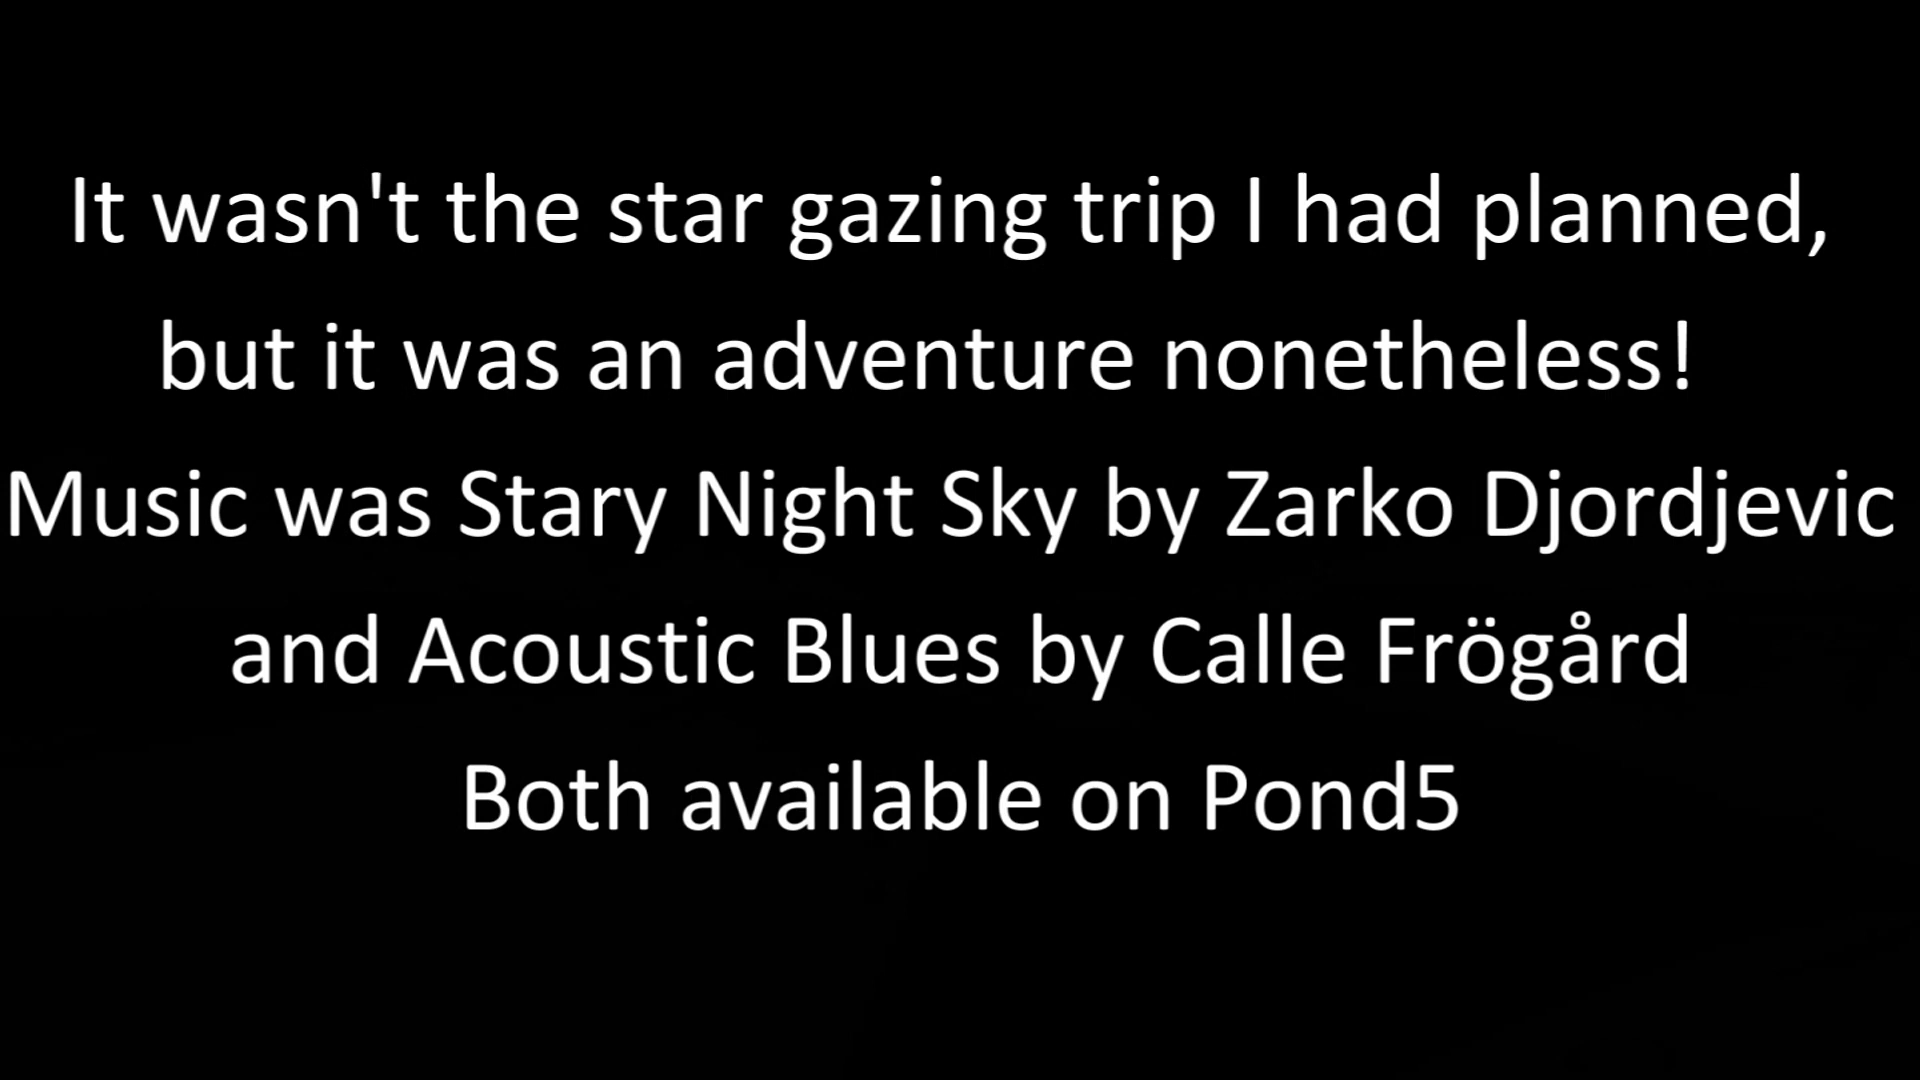 It wasn't the star gazing trip I had planned,
but it was an adventure nonetheless!
Music was Stary Night Sky by Zarko Djordjevic
and Acoustic Blues by Calle Frögård
Both available on Pond5